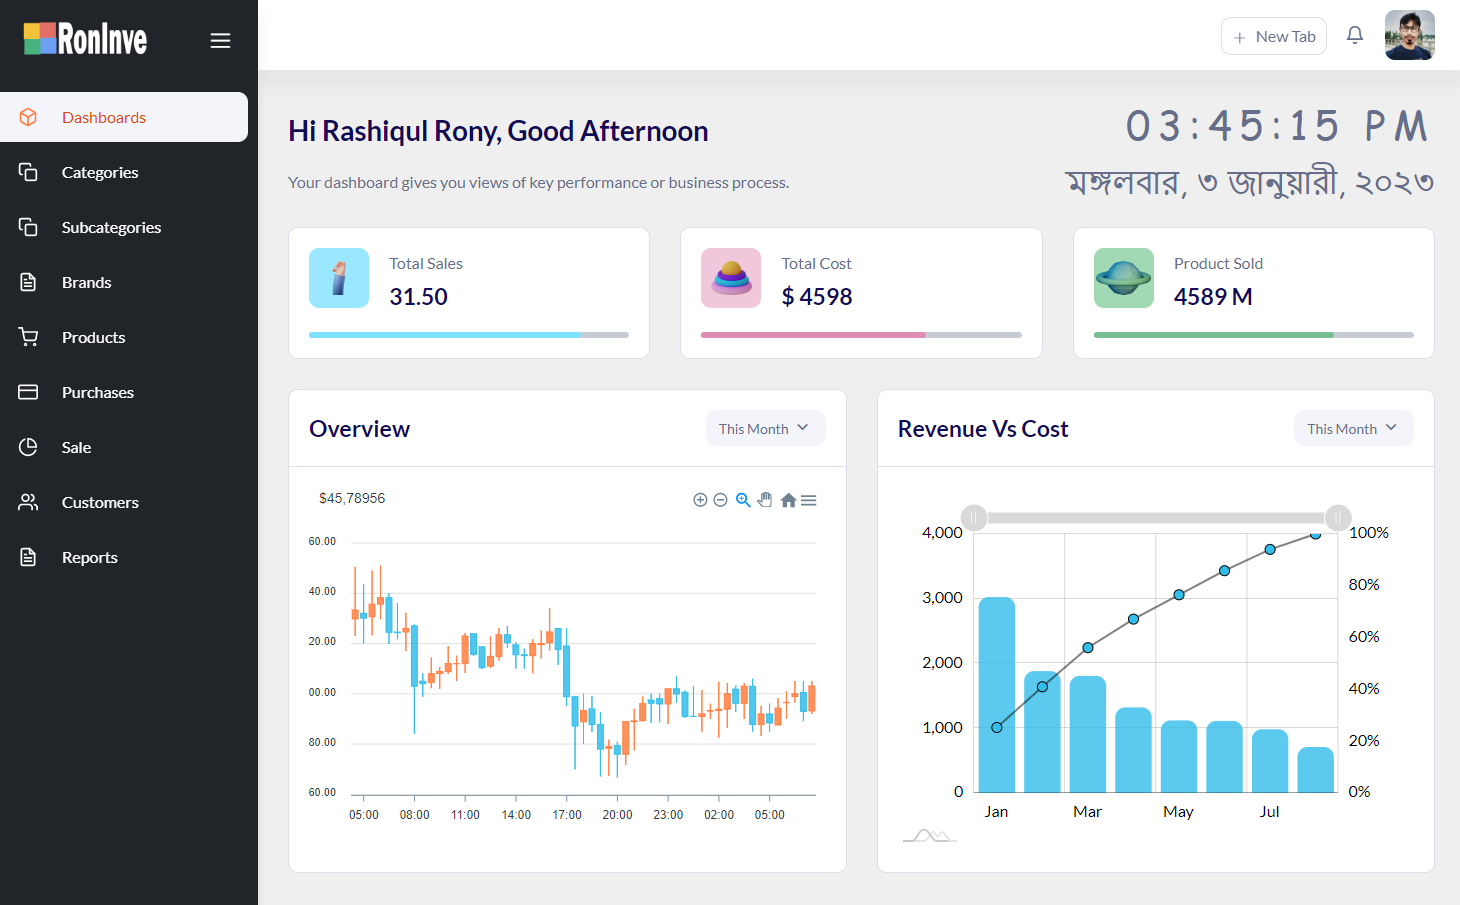 RonInve
New Tab
Dashboards
Categories
Subcategories
Brands
Products
Purchases
Sale
Customers
Reports
Hi Rashiqul Rony, Good Afternoon
Your dashboard gives you views of key performance or business process.
03:45:15 PM
মঙ্গলবার, ৩ জানুয়ারী, ২০২৩
Total Sales
31.50
Total Cost
$ 4598
Product Sold
4589 M
Overview
This Month
$45,78956
60.00
40.00
20.00
00.00
80.00
60.00
05:00 08:00 11:00 14:00 17:00 20:00 23:00 02:00 05:00
Revenue Vs Cost
This Month
4,000 100%
80%
3,000
60%
2,000
40%
1,000
20%
0 0%
Jan Mar May Jul